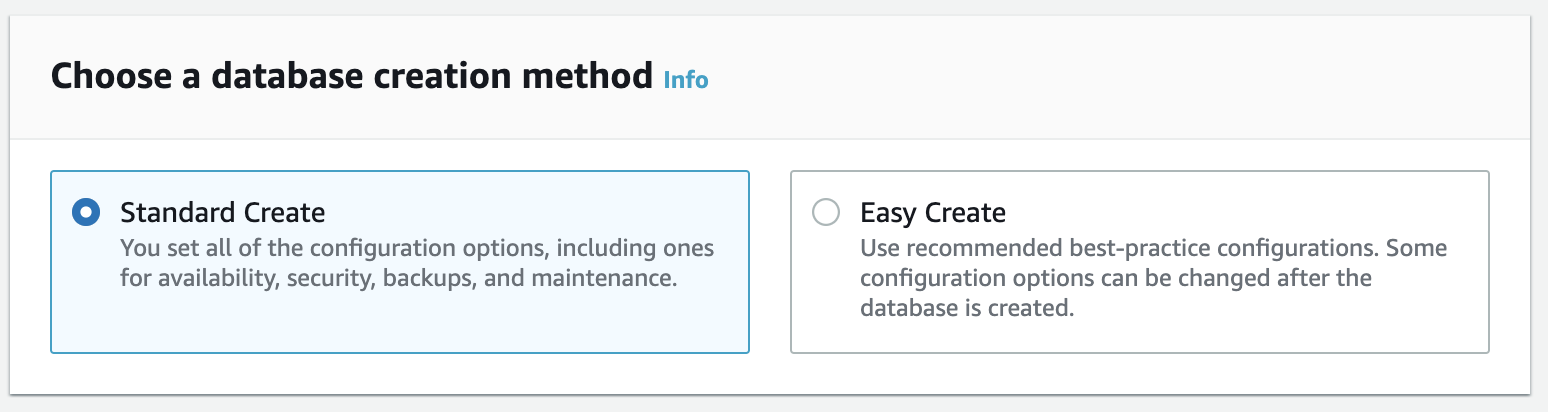 Choose a database creation method Info
Standard Create
You set all of the configuration options, including ones
for availability, security, backups, and maintenance.
Easy Create
Use recommended best-practice configurations. Some
configuration options can be changed after the
database is created.